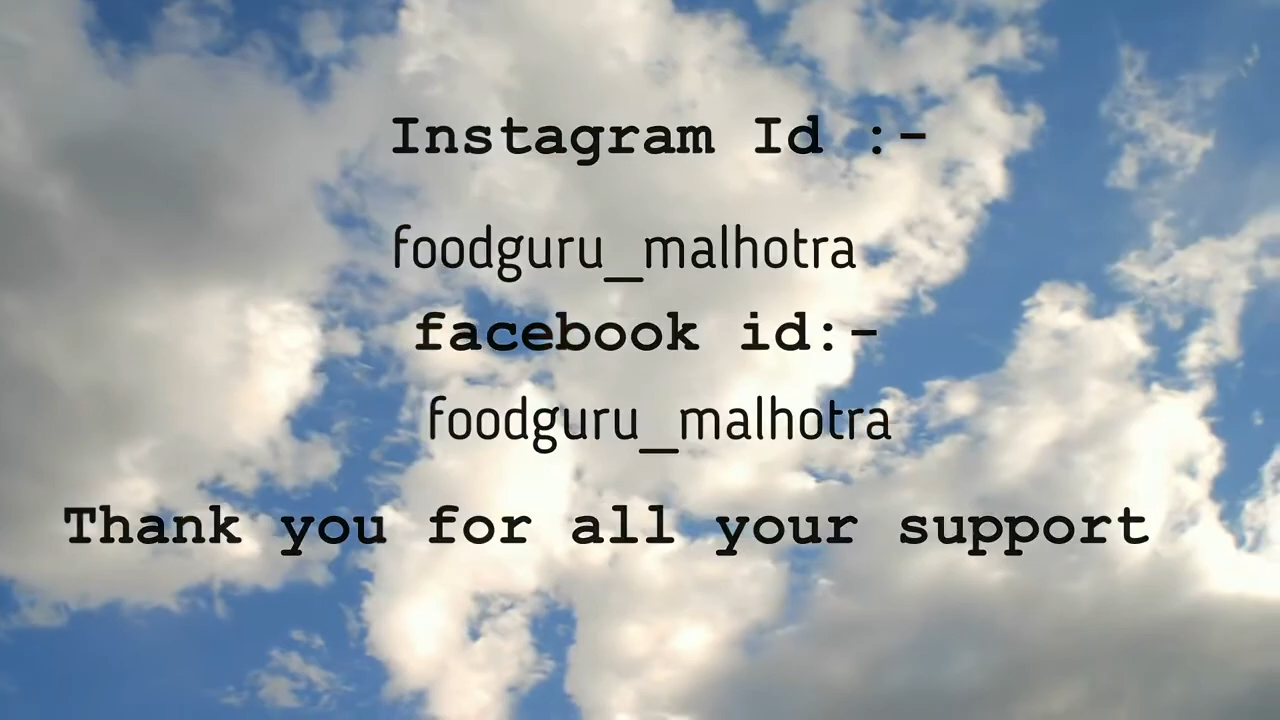 Instagram Id :-
foodguru_malhotra
facebook id:-
foodguru_malhotra
Thank you for all your support